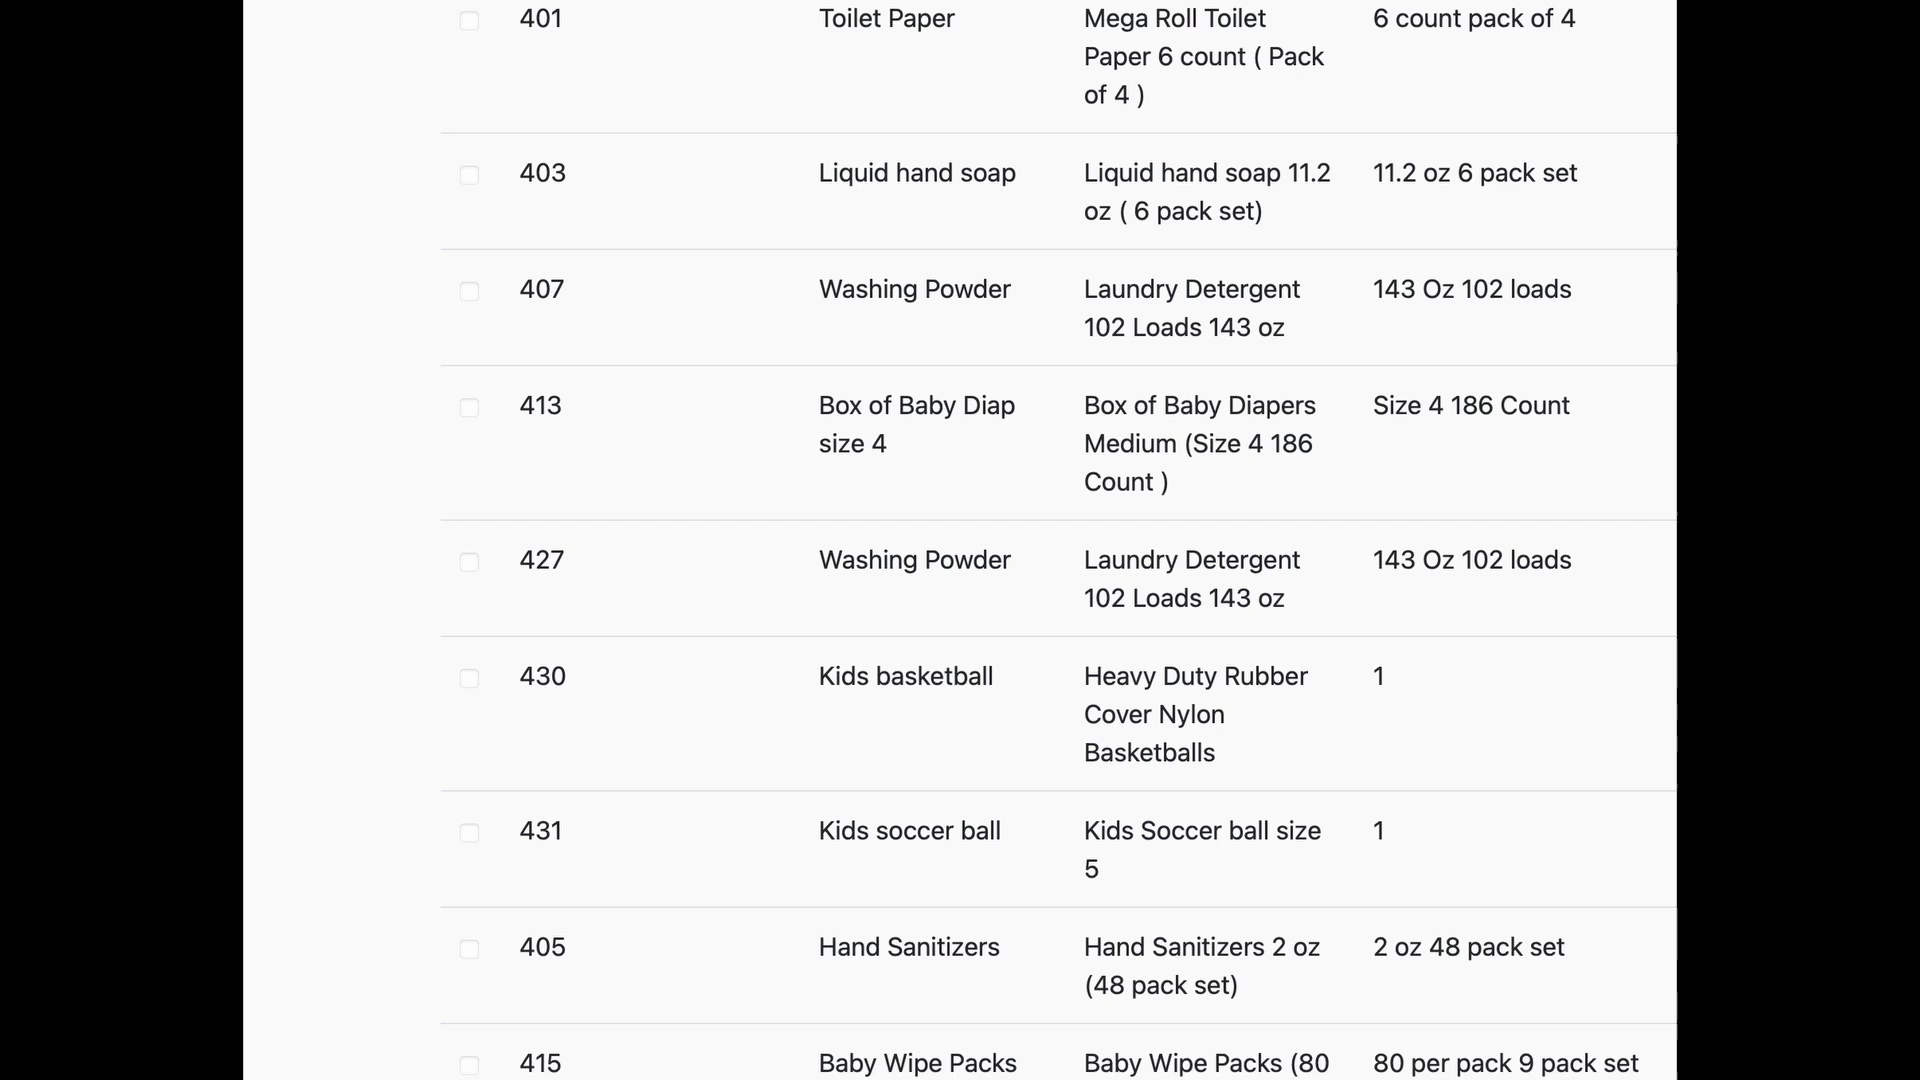 401 Toilet Paper Mega Roll Toilet 6 count pack of 4
Paper 6 count ( Pack
of 4 )
403 Liquid hand soap Liquid hand soap 11.2 11.2 oz 6 pack set
oz ( 6 pack set)
407 Washing Powder Laundry Detergent 143 Oz 102 loads
102 Loads 143 oz
413 Box of Baby Diap Box of Baby Diapers Size 4 186 Count
size 4 Medium (Size 4 186
Count )
427 Washing Powder Laundry Detergent 143 Oz 102 loads
102 Loads 143 oz
430 Kids basketball Heavy Duty Rubber 1
Cover Nylon
Basketballs
431 Kids soccer ball Kids Soccer ball size 1
5
405 Hand Sanitizers Hand Sanitizers 2 oz 2 oz 48 pack set
(48 pack set)
415 Baby Wipe Packs Baby Wipe Packs (80 80 per pack 9 pack set